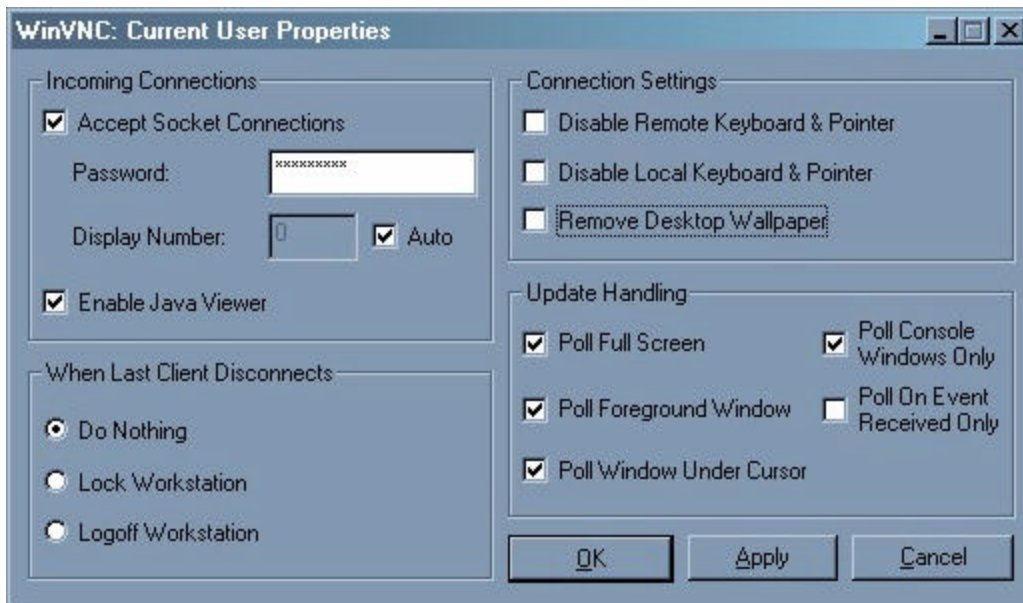 WinVNC: Current User Properties
Incoming Connections
Accept Socket Connections
Password:
xxxxxxxxx
Display Number:
0
Auto
Enable Java Viewer
When Last Client Disconnects
Do Nothing
Lock Workstation
Logoff Workstation
Connection Settings
Disable Remote Keyboard & Pointer
Disable Local Keyboard & Pointer
Remove Desktop Wallpaper
Update Handling
Poll Full Screen
Poll Console
Windows Only
Poll Foreground Window
Poll On Event
Received Only
Poll Window Under Cursor
OK
Apply
Cancel